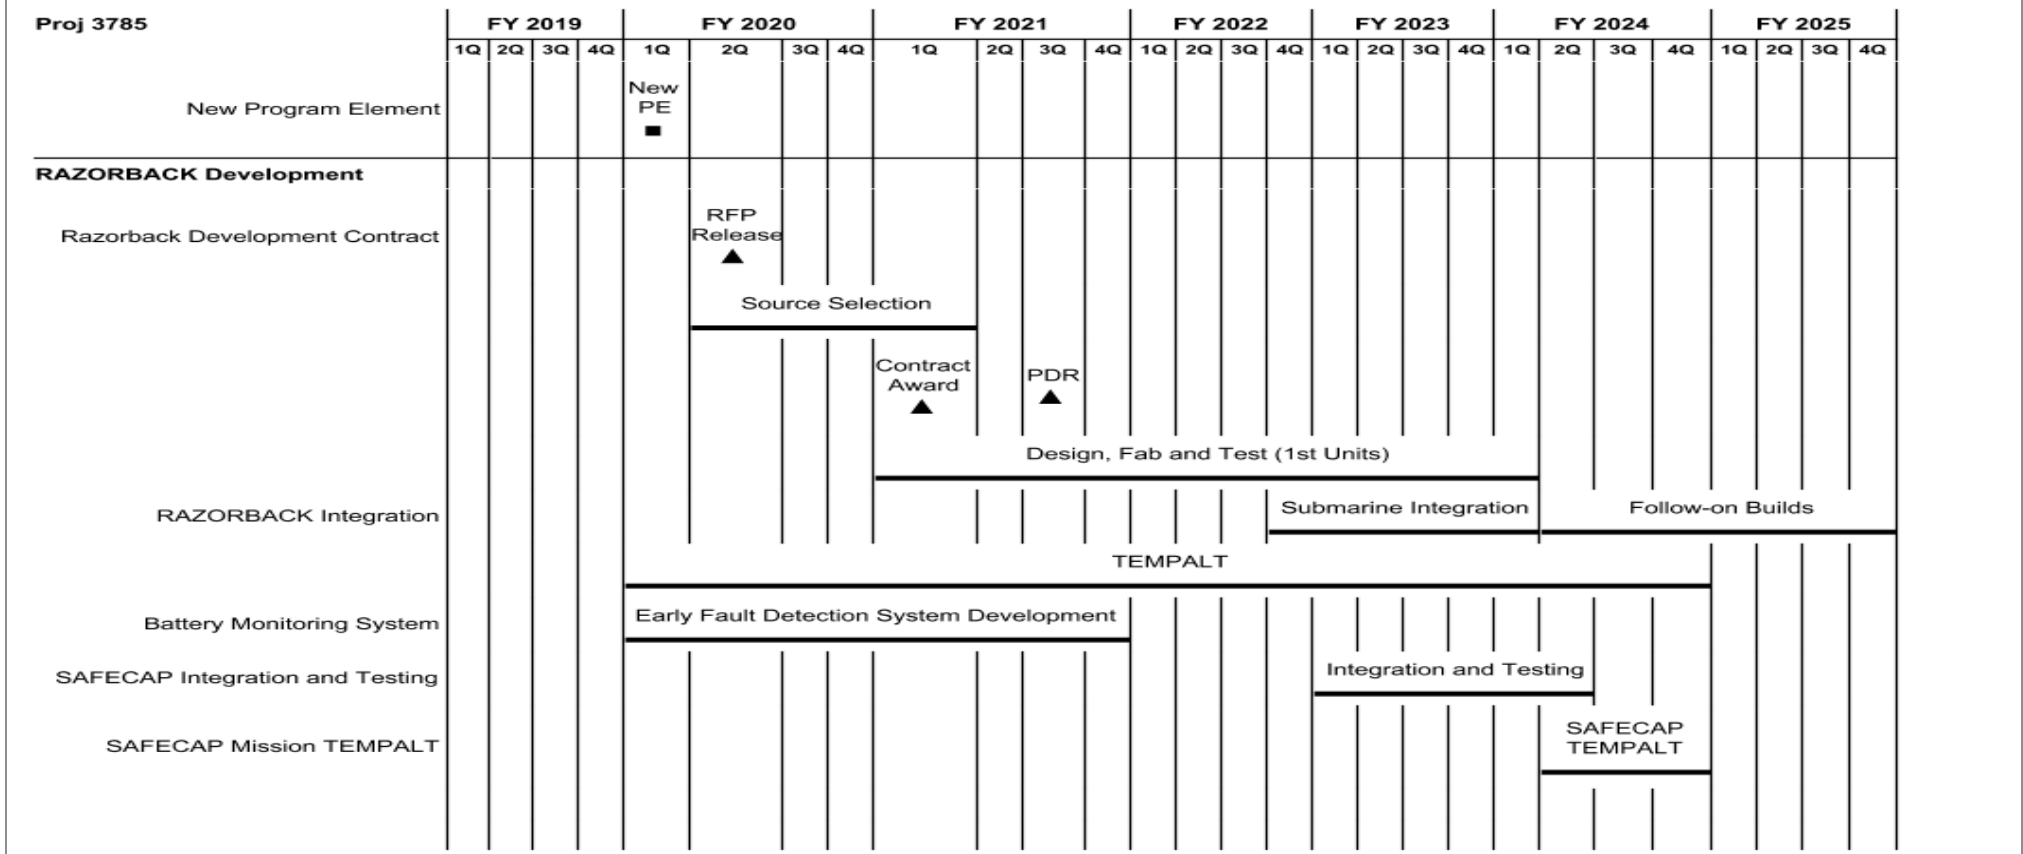 Proj 3785 FY 2019 FY 2020 FY 2021 FY 2022 FY 2023 FY 2024 FY 2025
1Q 2Q 3Q 4Q 1Q 2Q 3Q 4Q 1Q 2Q 3Q 4Q 1Q 2Q 3Q 4Q 1Q 2Q 3Q 4Q 1Q 2Q 3Q 4Q 1Q 2Q 3Q 4Q
New Program Element
New
PE
RAZORBACK Development
Razorback Development Contract
RFP
Release
Source Selection
Contract
Award
PDR
Design, Fab and Test (1st Units)
RAZORBACK Integration
Submarine Integration
Follow-on Builds
TEMPALT
Battery Monitoring System
Early Fault Detection System Development
SAFECAP Integration and Testing
Integration and Testing
SAFECAP Mission TEMPALT
SAFECAP
TEMPALT